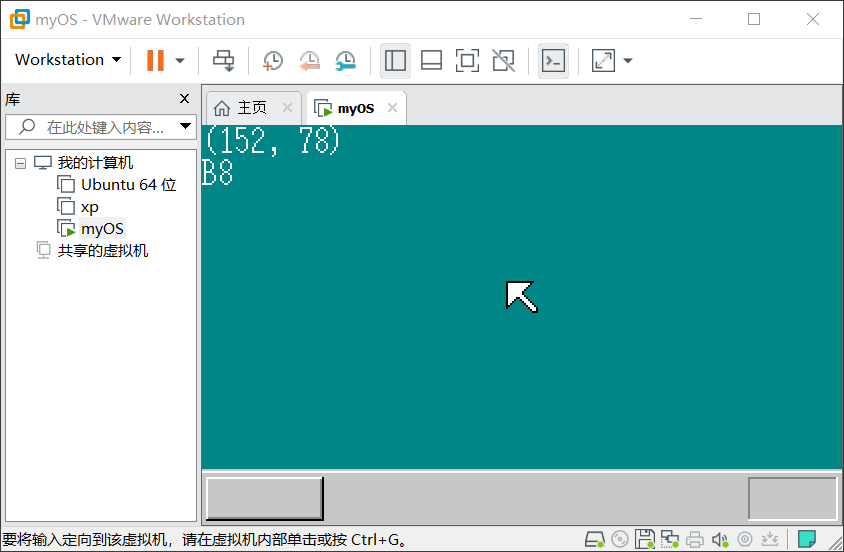 myOS - VMware Workstation
Workstation
库
主页
myOS
在此处键入内容...
我的计算机
Ubuntu 64 位
xp
myOS
共享的虚拟机
(152, 78)
B8
要将输入定向到该虚拟机，请在虚拟机内部单击或按 Ctrl+G。